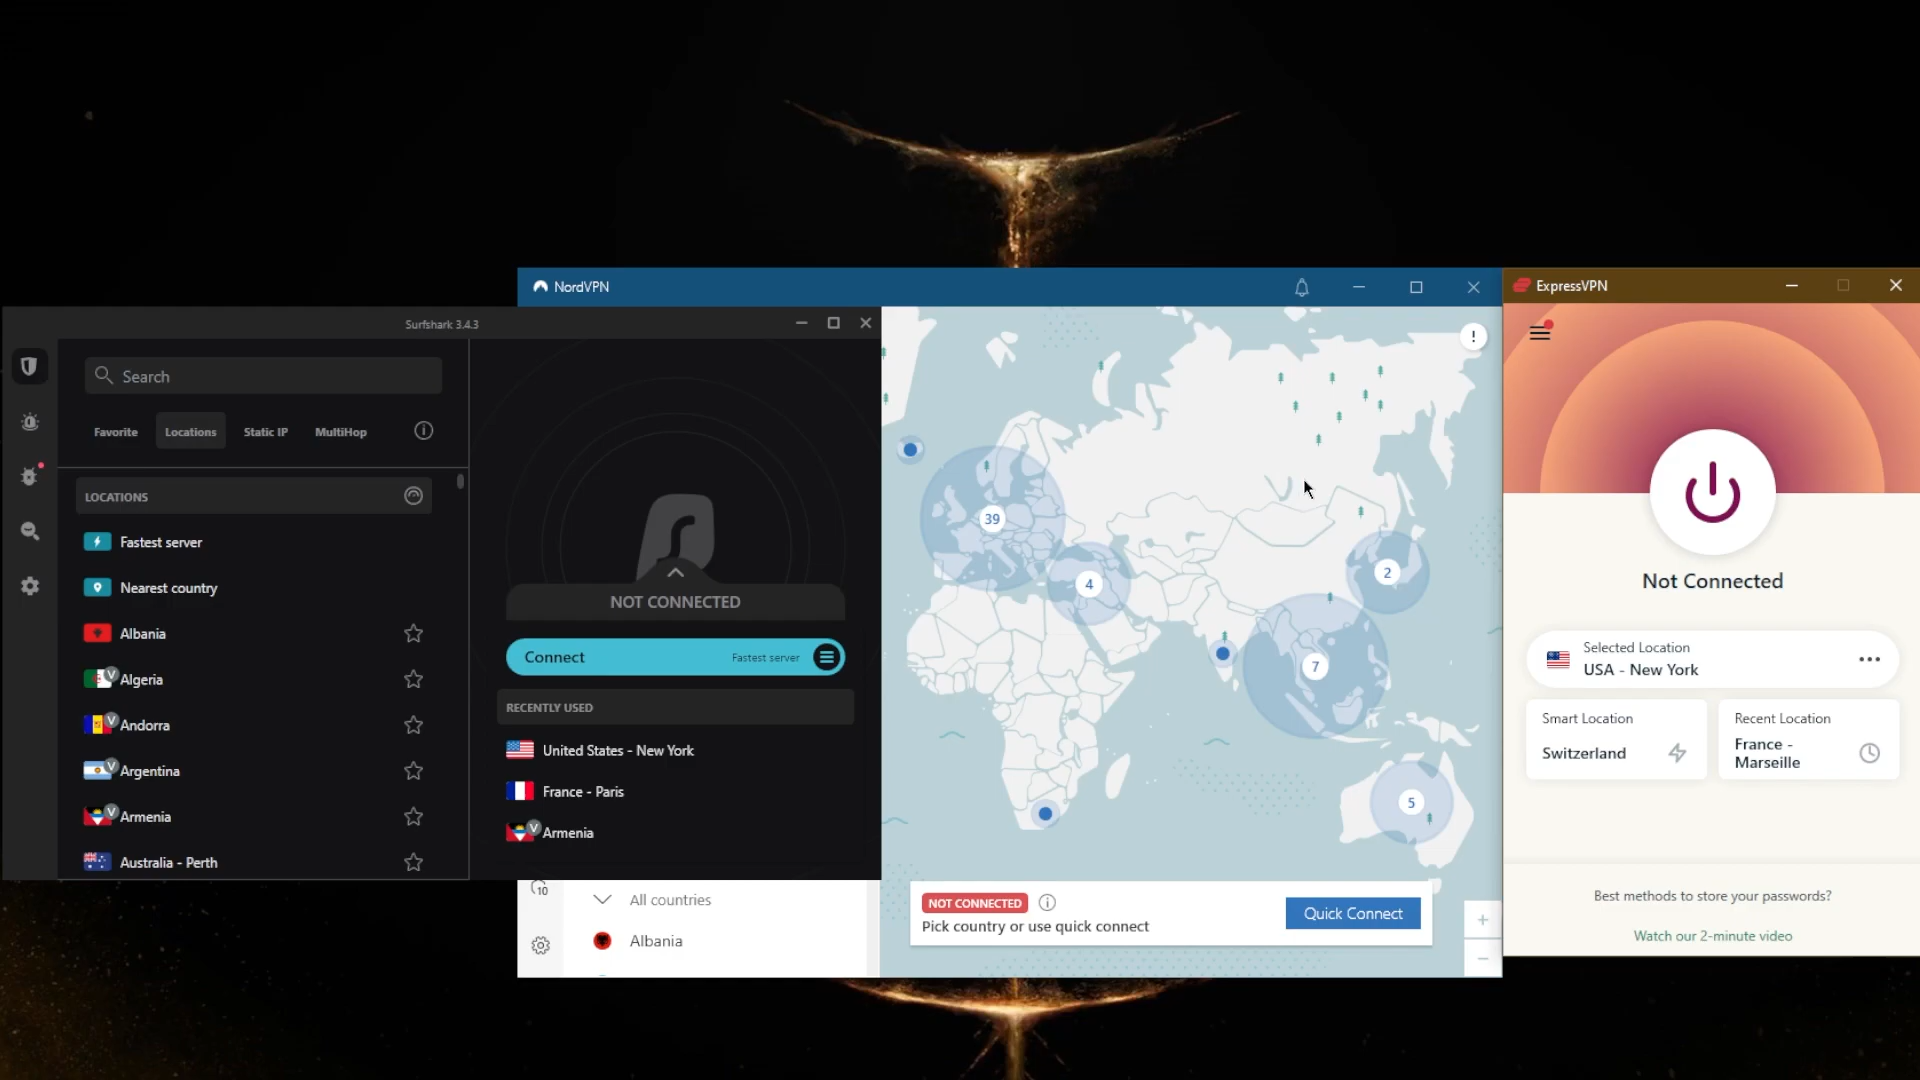 Surfshark 3.4.3
Search
Favorite
Locations
Static IP
MultiHop
LOCATIONS
Fastest server
Nearest country
Albania
V
Algeria
V
Andorra
V
Argentina
V
Armenia
Australia - Perth
NOT CONNECTED
Connect
Fastest server
RECENTLY USED
United States - New York
France - Paris
V
Armenia
NordVPN
!
39
4
2
7
5
10
All countries
Albania
NOT CONNECTED
Pick country or use quick connect
Quick Connect
+
−
ExpressVPN
Not Connected
Selected Location
USA - New York
Smart Location
Switzerland
Recent Location
France -
Marseille
Best methods to store your passwords?
Watch our 2-minute video